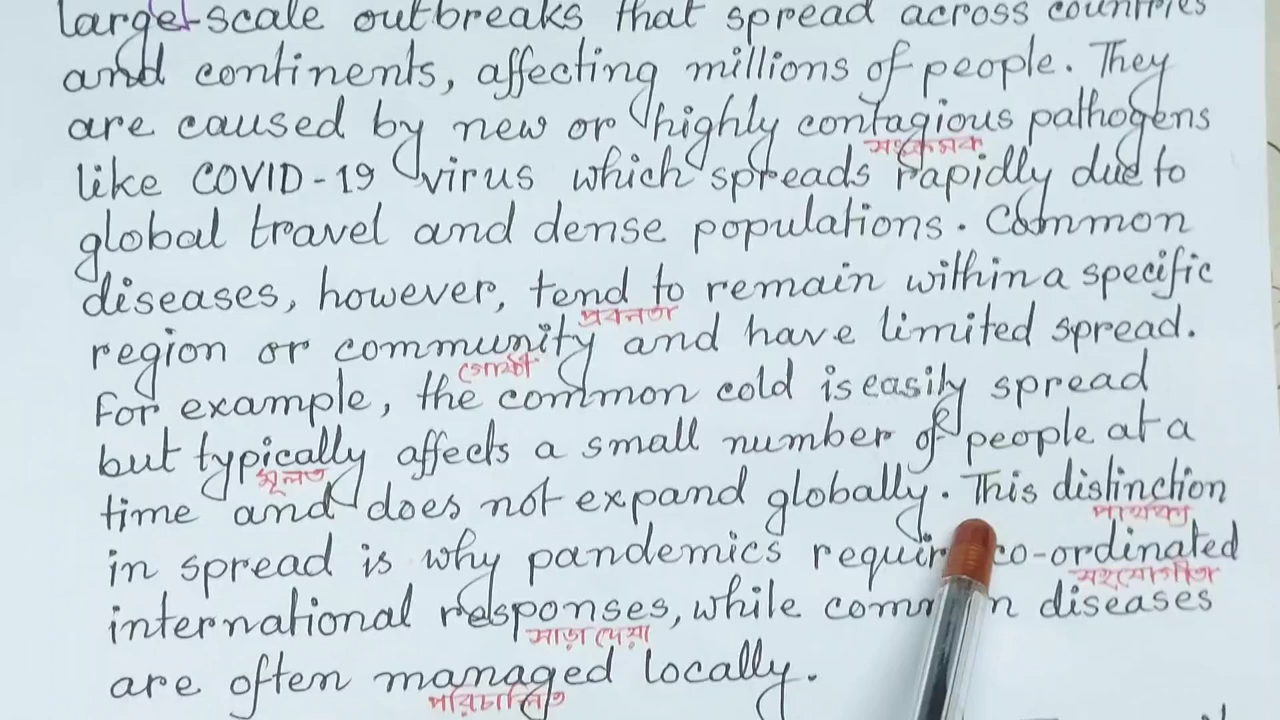 large-scale outbreaks that spread across countries
and continents, affecting millions of people. They
are caused by new or highly contagious pathogens
সংক্রামক
like COVID-19 virus which spreads rapidly due to
global travel and dense populations. Common
diseases, however, tend to remain within a specific
প্রবনতা
region or community and have limited spread.
গোষ্ঠী
For example, the common cold is easily spread
but typically affects a small number of people at a
মূলত
time and does not expand globally. This distinction
পার্থক্য
in spread is why pandemics requir co-ordinated
সহযোগীতা
international responses, while common diseases
সাড়া দেয়া
are often managed locally.
পরিচালিত